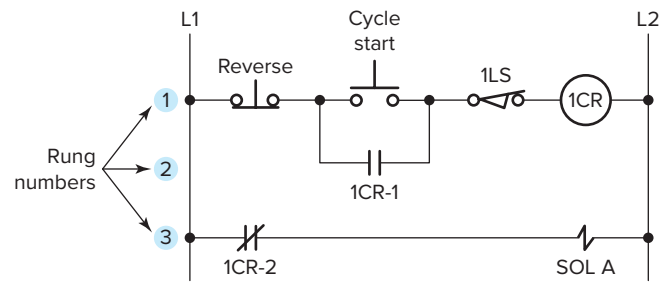 L1
L2
Cycle
start
Reverse
1LS
1
1CR
Rung
numbers
2
1CR-1
3
1CR-2
SOL A